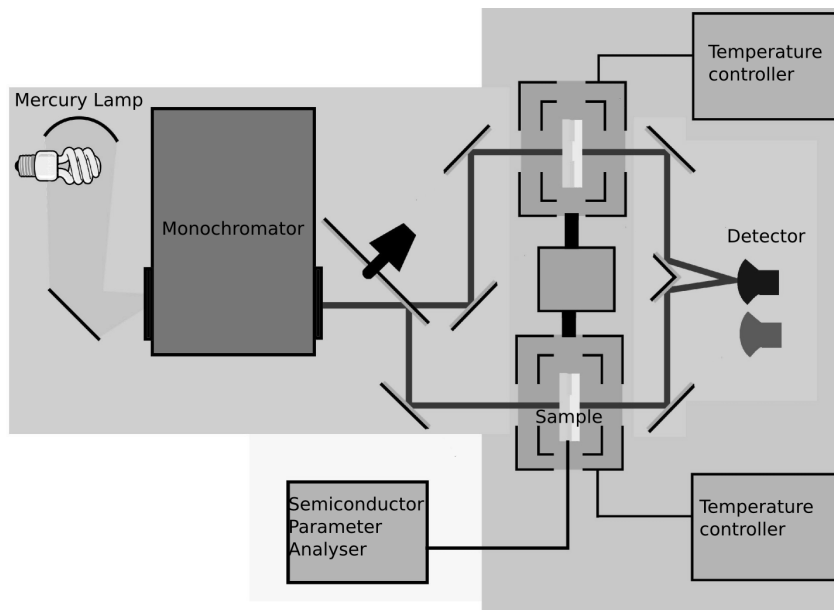 Temperature
controller
Mercury Lamp
Monochromator
Detector
Sample
Semiconductor
Parameter
Analyser
Temperature
controller